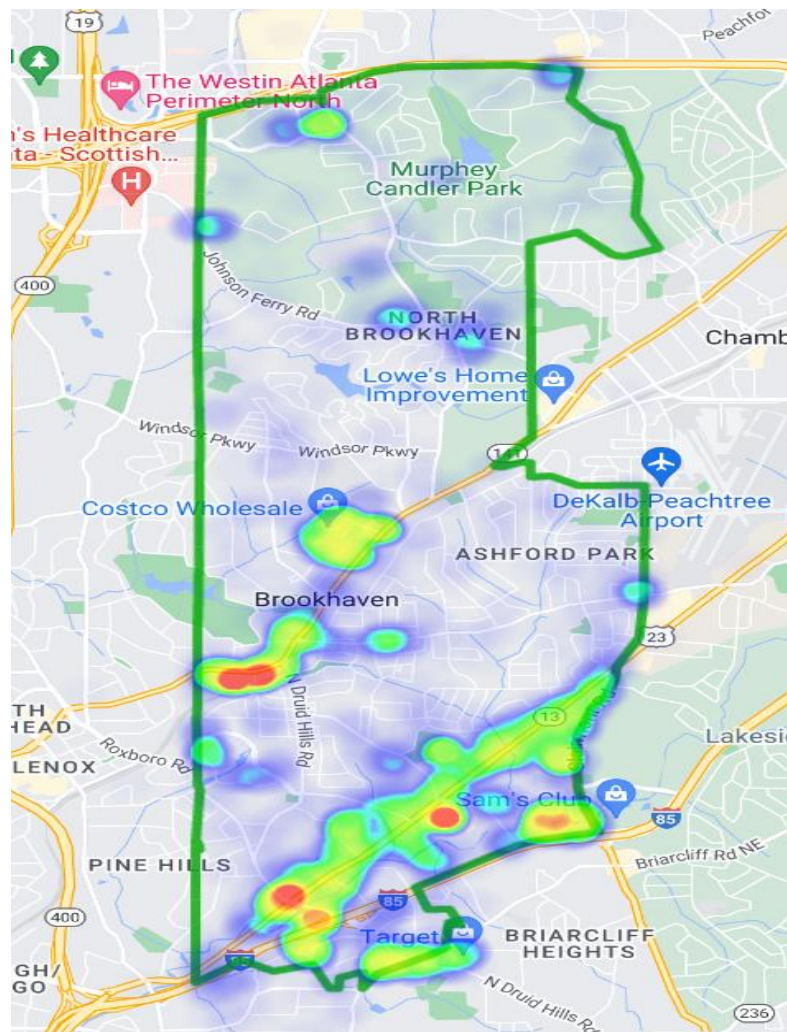 19
Peachfor
The Westin Atlanta
Perimeter North
n's Healthcare
ta - Scottish...
H
Murphey
Candler Park
400
Johnson Ferry Rd
NORTH
BROOKHAVEN
Chamb
Lowe's Home
Improvement
Windsor Pkwy
Windsor Pkwy
141
Costco Wholesale
DeKalb-Peachtree
Airport
ASHFORD PARK
Brookhaven
23
TH
HEAD
N Druid Hills Rd
13
Roxboro Rd
LENOX
Lakesi
Sam's Club
85
PINE HILLS
Briarcliff Rd NE
85
400
Target
BRIARCLIFF
HEIGHTS
GH/
GO
85
N Druid Hills Rd
236